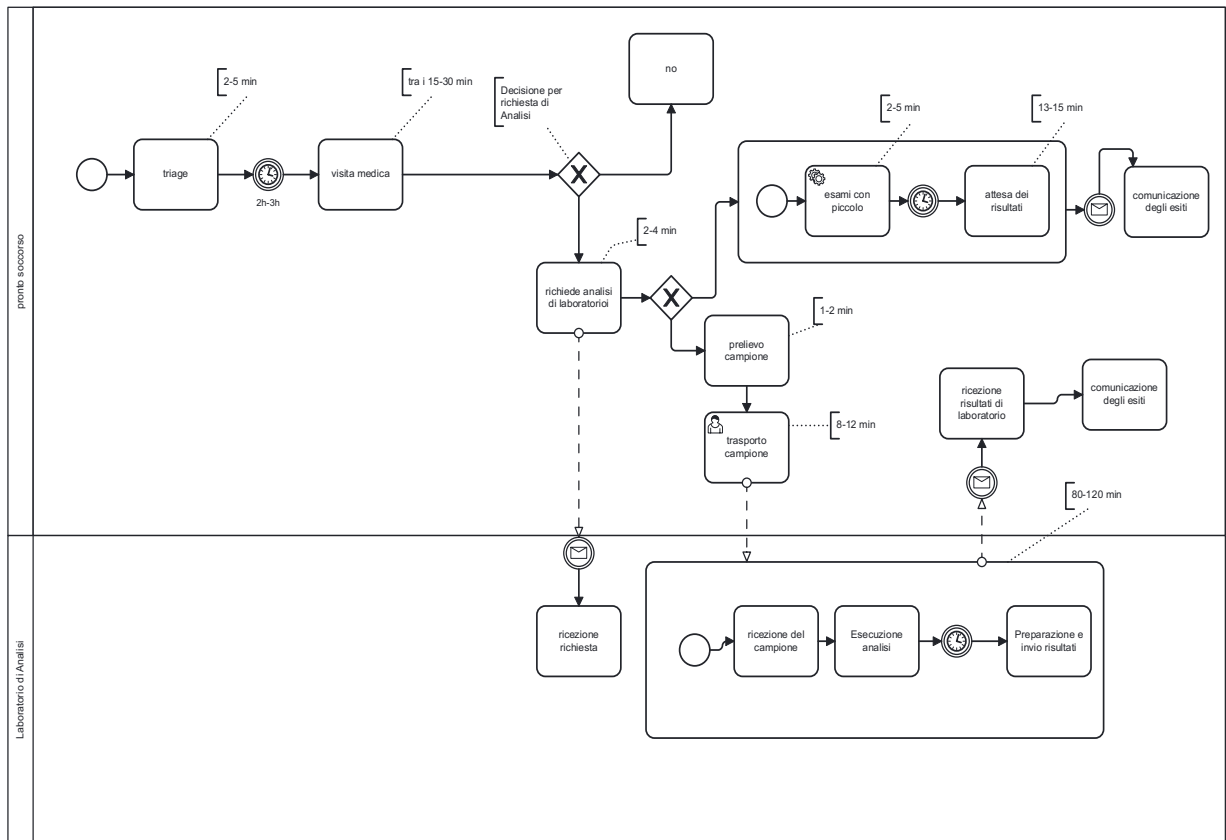 pronto soccorso
2-5 min
triage
2h-3h
tra i 15-30 min
visita medica
Decisione per
richiesta di
Analisi
no
2-5 min
esami con
piccolo
13-15 min
attesa dei
risultati
comunicazione
degli esiti
2-4 min
richiede analisi
di laboratorioi
1-2 min
prelievo
campione
8-12 min
trasporto
campione
ricezione
risultati di
laboratorio
comunicazione
degli esiti
80-120 min
Laboratorio di Analisi
ricezione
richiesta
ricezione del
campione
Esecuzione
analisi
Preparazione e
invio risultati